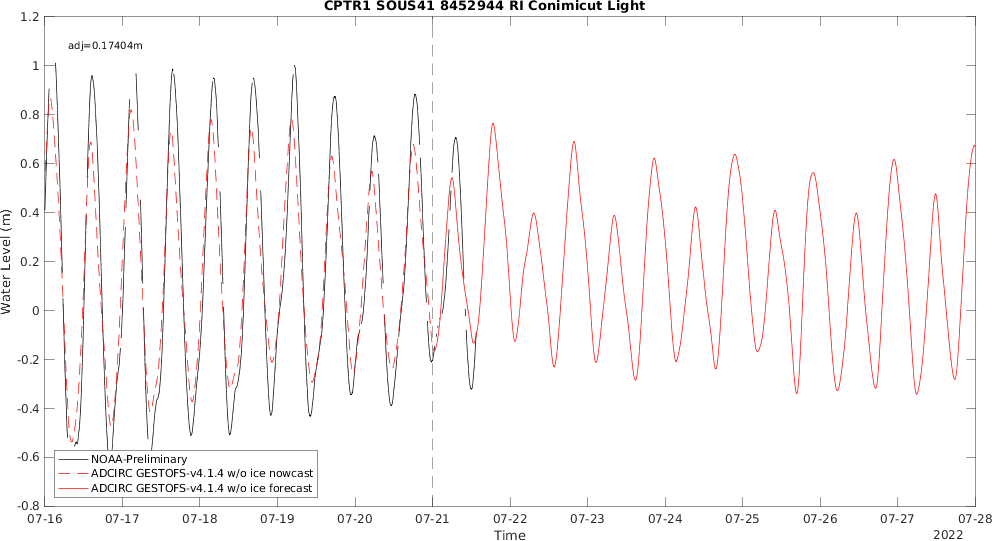 CPTR1 SOUS41 8452944 RI Conimicut Light
adj=0.17404m
1.2
1
0.8
0.6
0.4
0.2
0
-0.2
-0.4
-0.6
-0.8
Water Level (m)
NOAA-Preliminary
ADCIRC GESTOFS-v4.1.4 w/o ice nowcast
ADCIRC GESTOFS-v4.1.4 w/o ice forecast
07-16 07-17 07-18 07-19 07-20 07-21 07-22 07-23 07-24 07-25 07-26 07-27 07-28
Time
2022